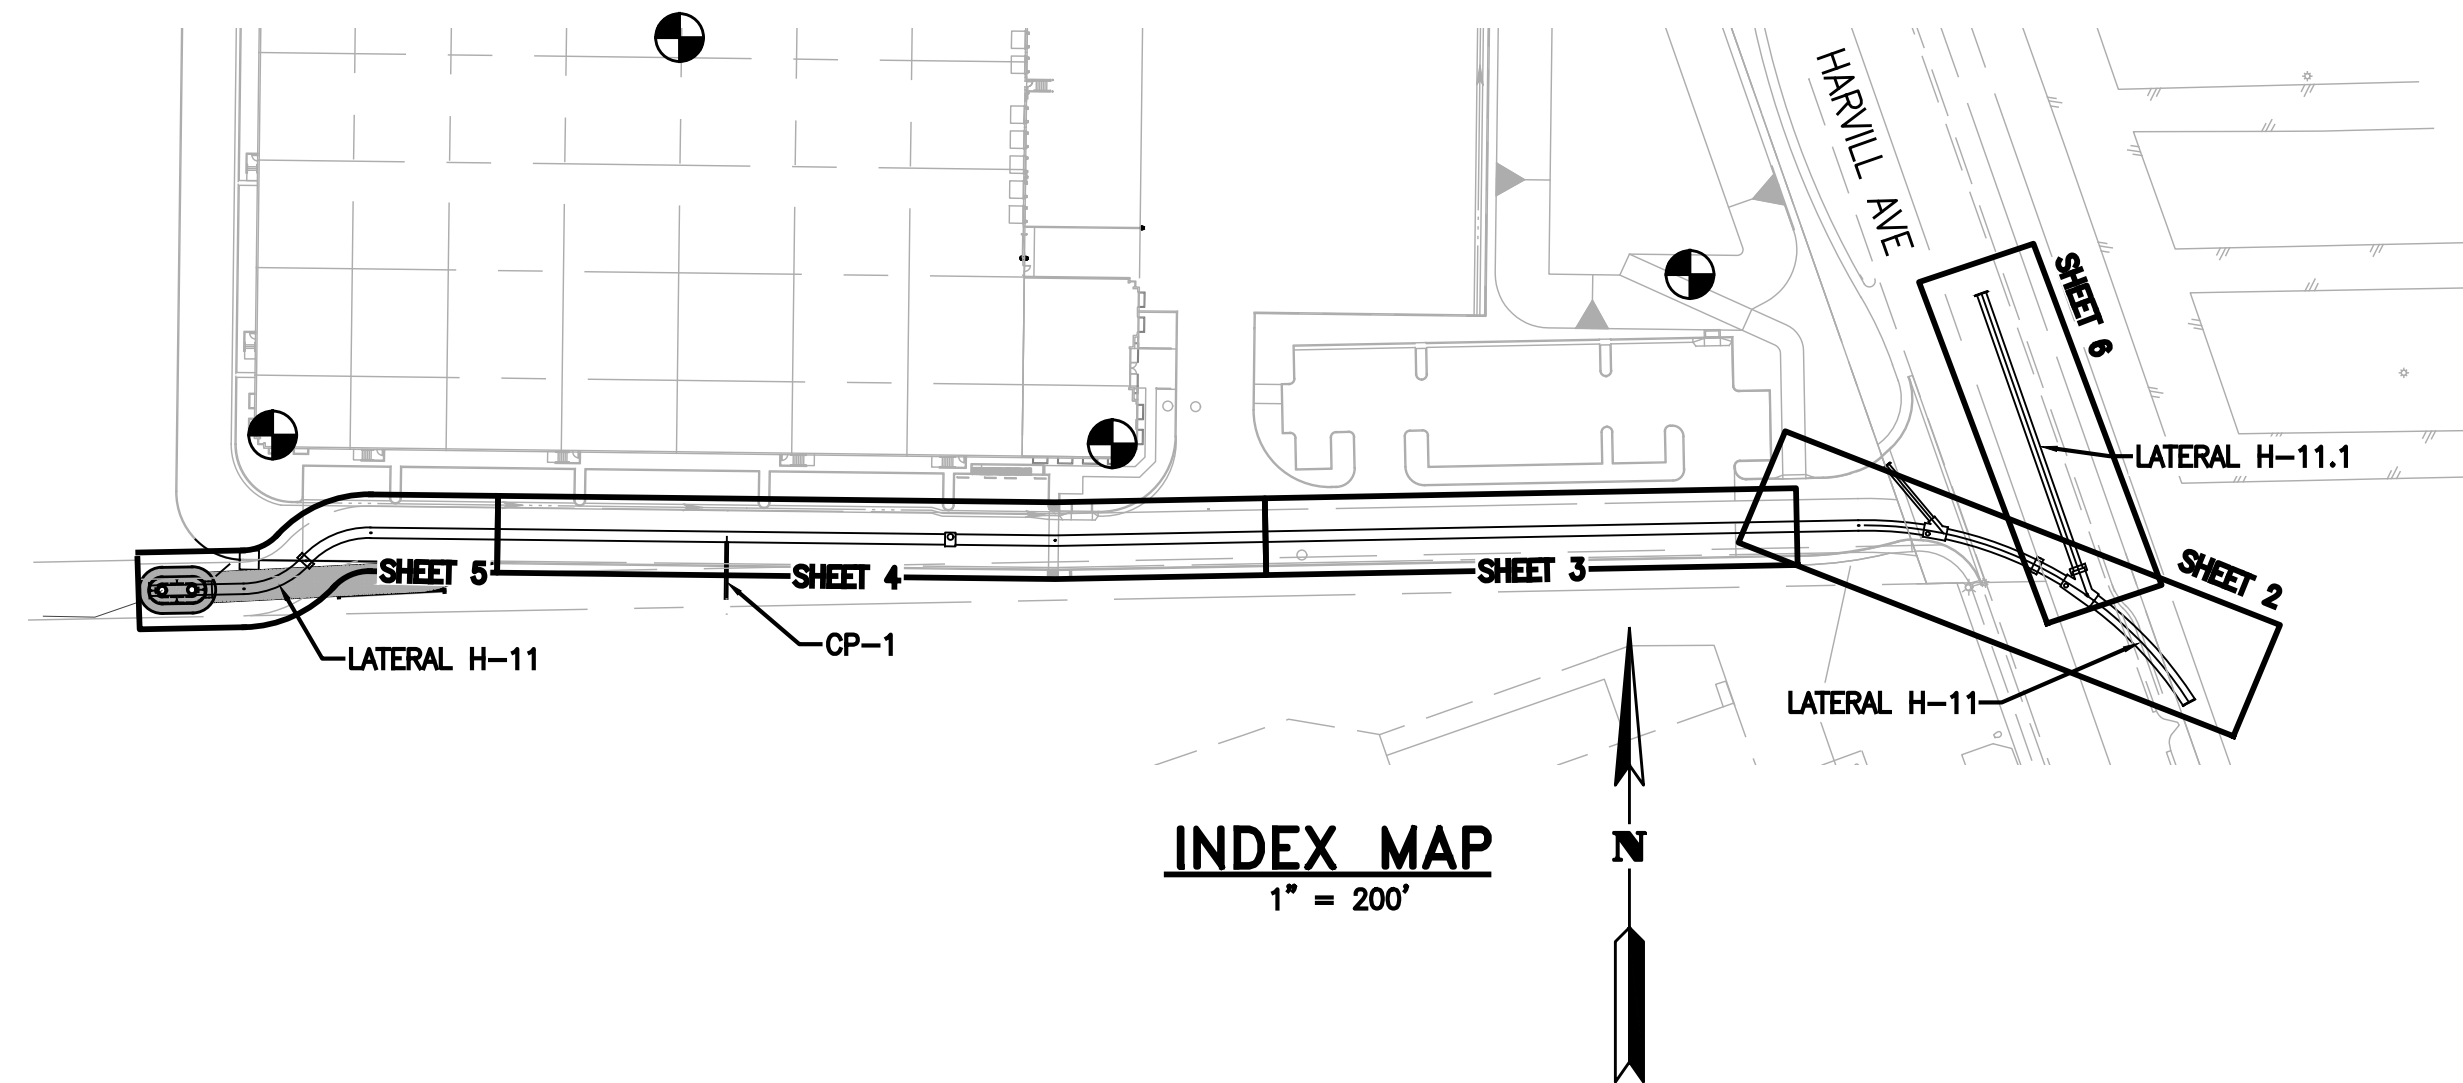 HARVILL AVE
SHEET 6
LATERAL H-11.1
SHEET 5
SHEET 4
SHEET 3
SHEET 2
CP-1
LATERAL H-11
LATERAL H-11
INDEX MAP
1" = 200'
N